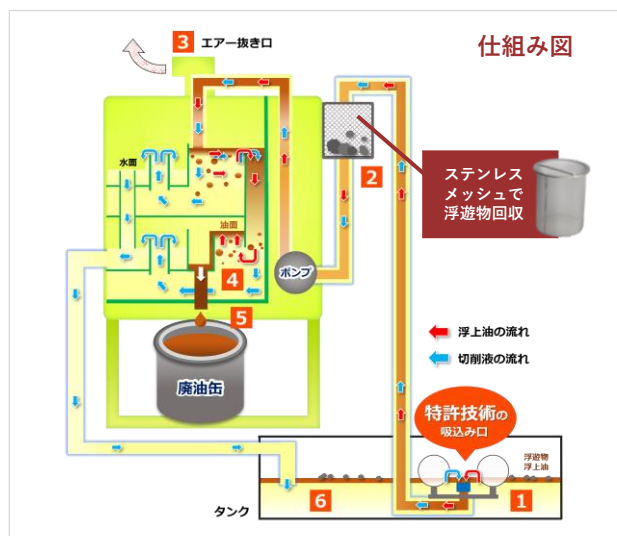 仕組み図
3 エアー抜き口
水面
2
ステンレス
メッシュで
浮遊物回収
油面
4
ポンプ
5
浮上油の流れ
切削液の流れ
廃油缶
特許技術の
吸込み口
浮遊物
浮上油
6
1
タンク